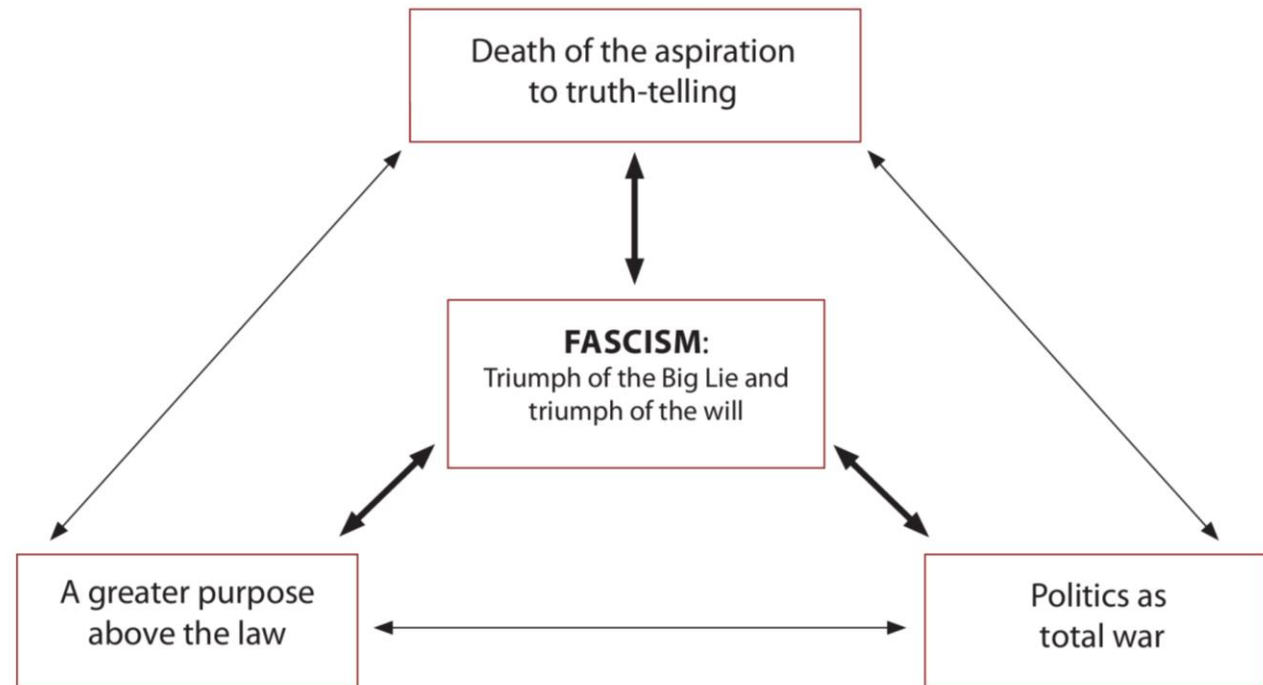 Death of the aspiration
to truth-telling
FASCISM:
Triumph of the Big Lie and
triumph of the will
A greater purpose
above the law
Politics as
total war